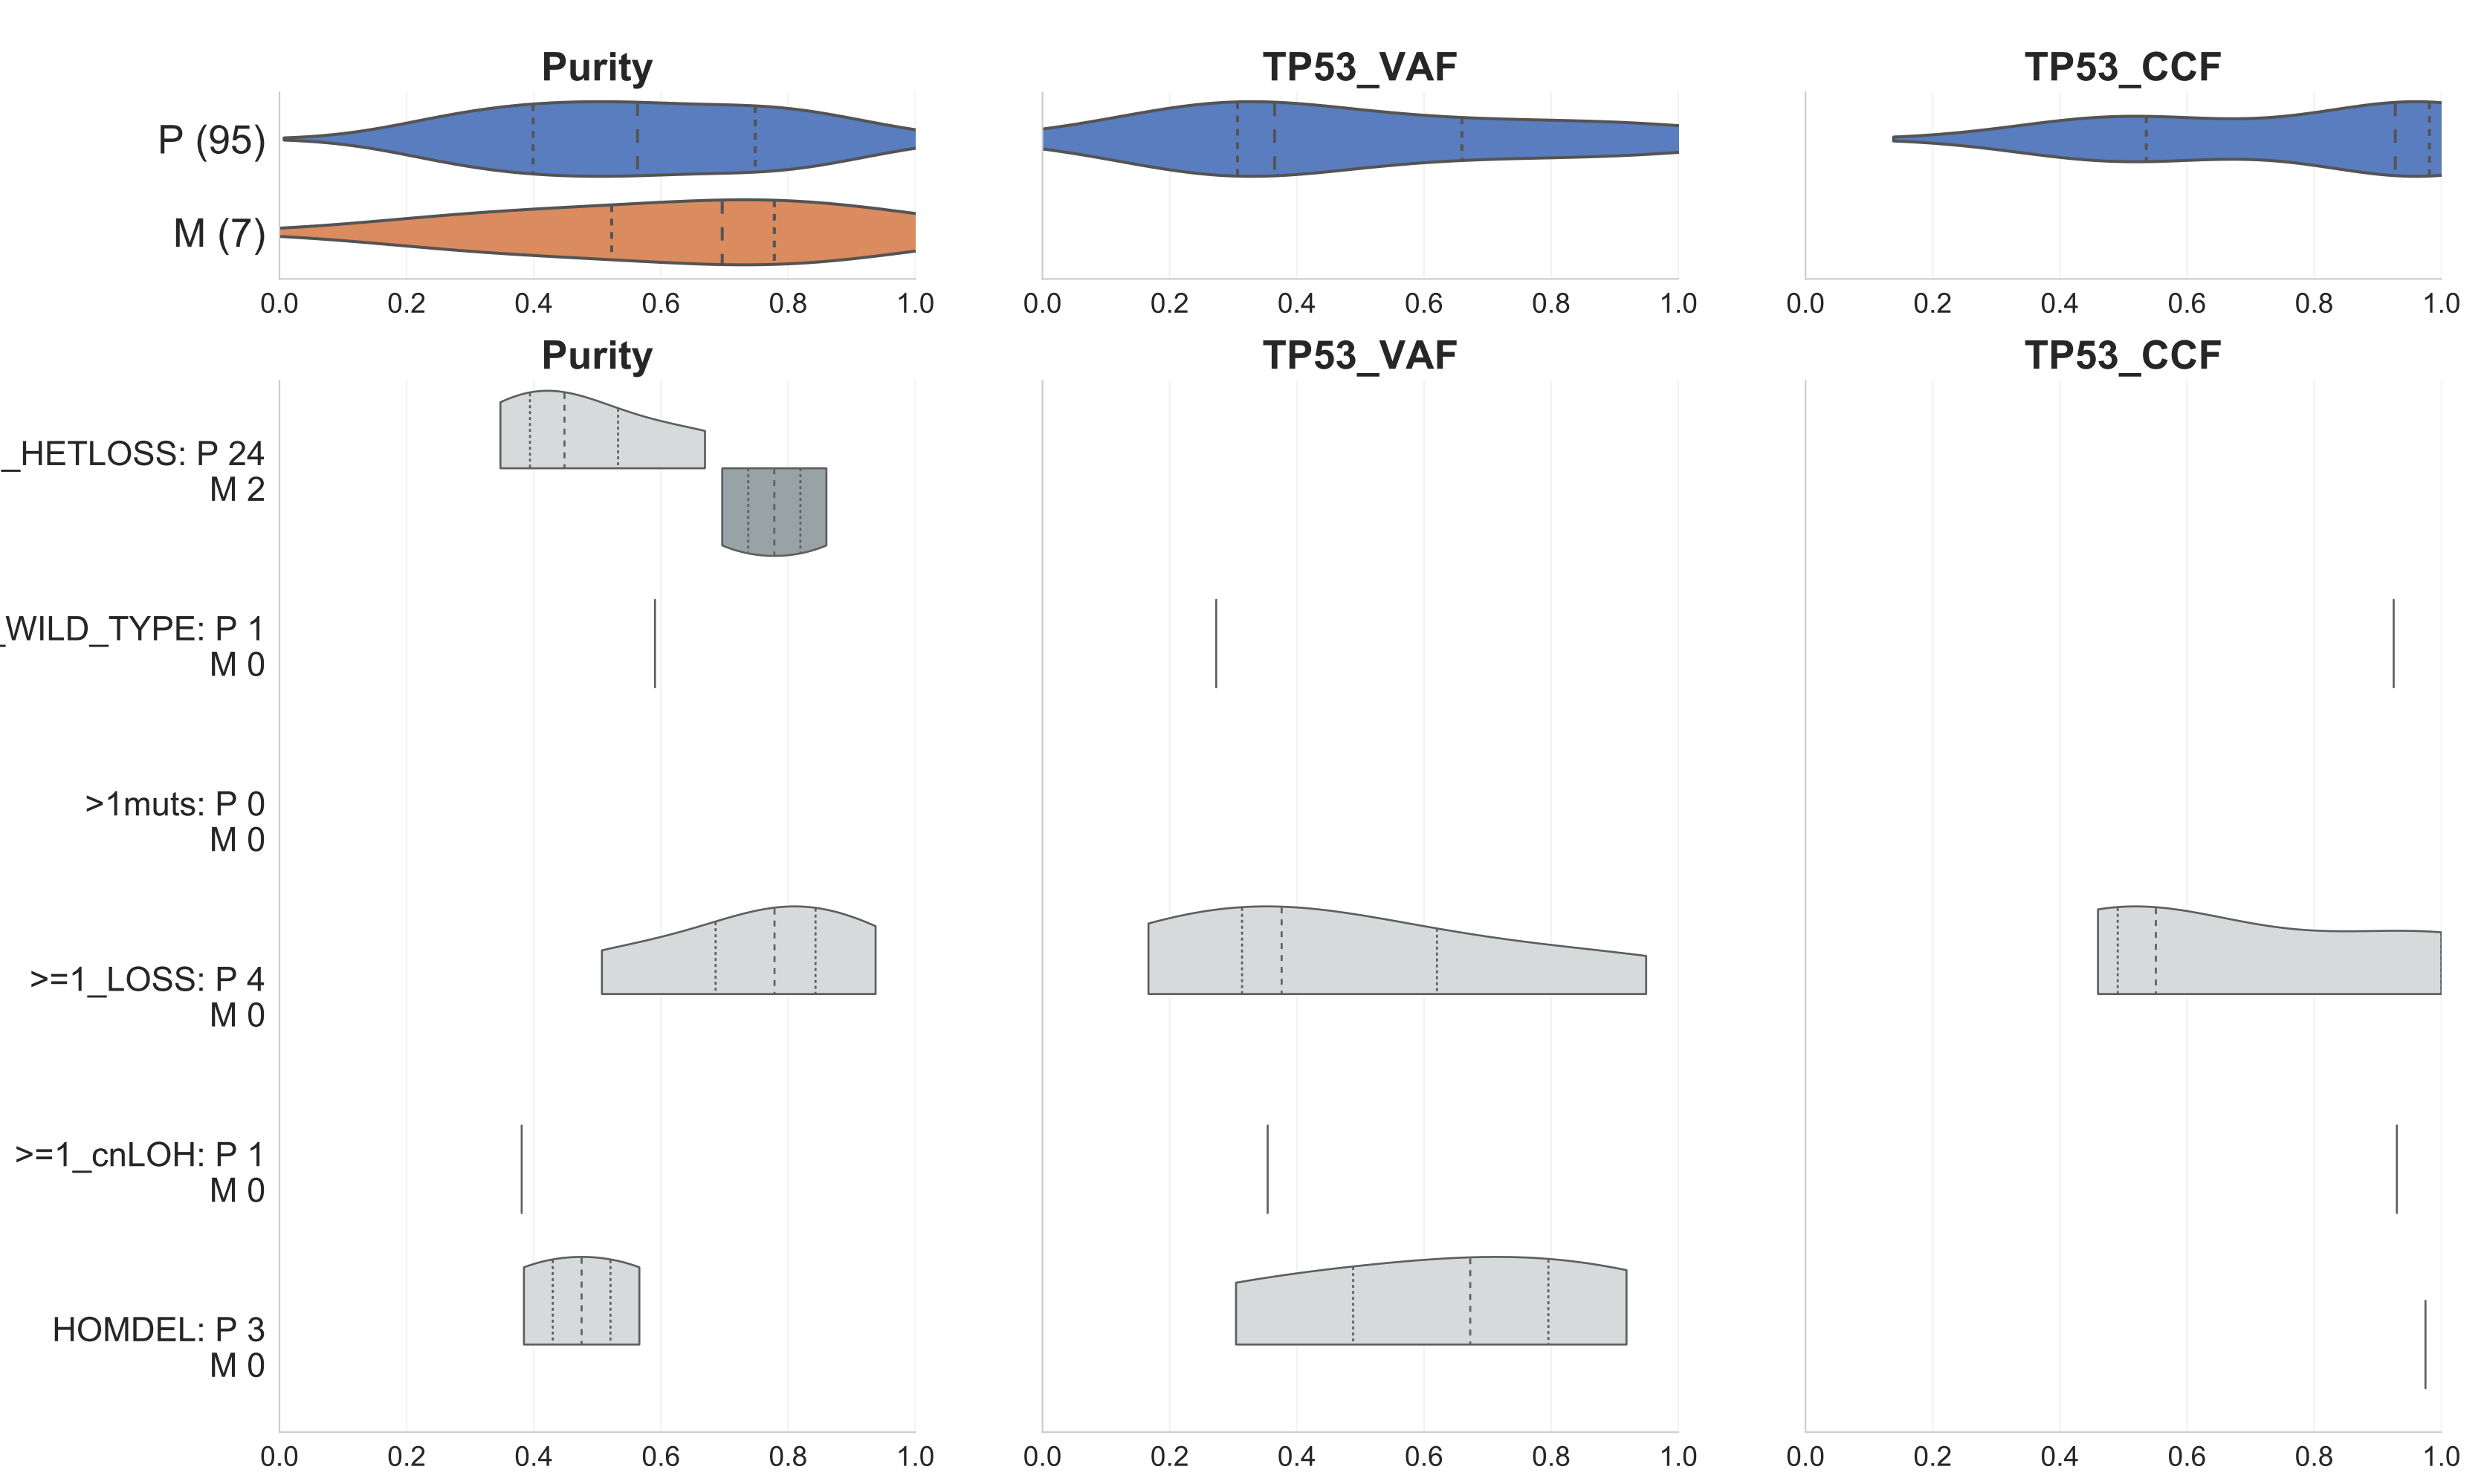 Purity TP53_VAF TP53_CCF
P (95)
M (7)
0.0 0.2 0.4 0.6 0.8 1.0 0.0 0.2 0.4 0.6 0.8 1.0 0.0 0.2 0.4 0.6 0.8 1.0
Purity TP53_VAF TP53_CCF
_HETLOSS: P 24
M 2
_WILD_TYPE: P 1
M 0
>1muts: P 0
M 0
>=1_LOSS: P 4
M 0
>=1_cnLOH: P 1
M 0
HOMDEL: P 3
M 0
0.0 0.2 0.4 0.6 0.8 1.0 0.0 0.2 0.4 0.6 0.8 1.0 0.0 0.2 0.4 0.6 0.8 1.0